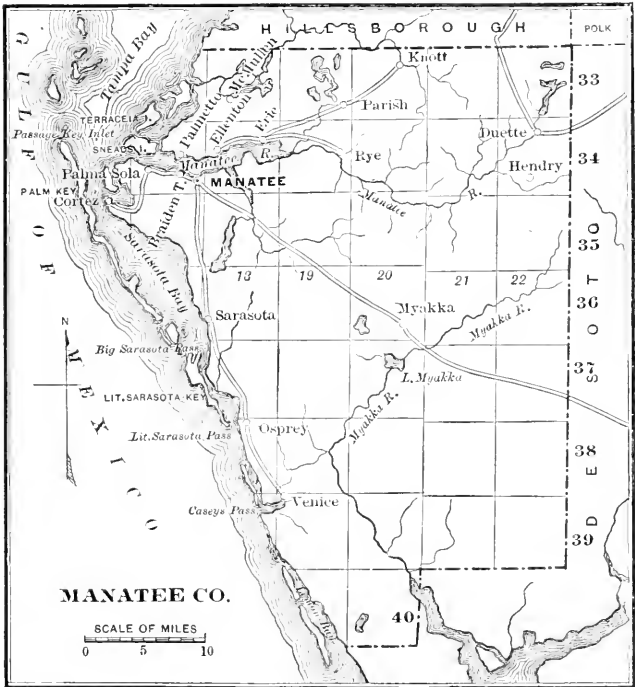 HILLSBOROUGH
POLK
GULF OF MEXICO
Tampa Bay
Knott
33
Mc. Mullen
Palmetto
Ellenton
Erie
Parish
TERRACEIA I.
Passage Key Inlet
SNEADS I.
Duette
Manatee R.
Rye
34
Palma Sola
Hendry
PALM KEY
MANATEE
Manatee R.
Cortez
Braiden T.
Sarasota Bay
35
18 19 20 21 22
36
DE SOTO
Sarasota
Myakka
Myakka R.
N
Big Sarasota Pass
37
L. Myakka
LIT. SARASOTA KEY
Myakka R.
Lit. Sarasota Pass
Osprey
38
Caseys Pass
Venice
39
MANATEE CO.
40
SCALE OF MILES
0 5 10